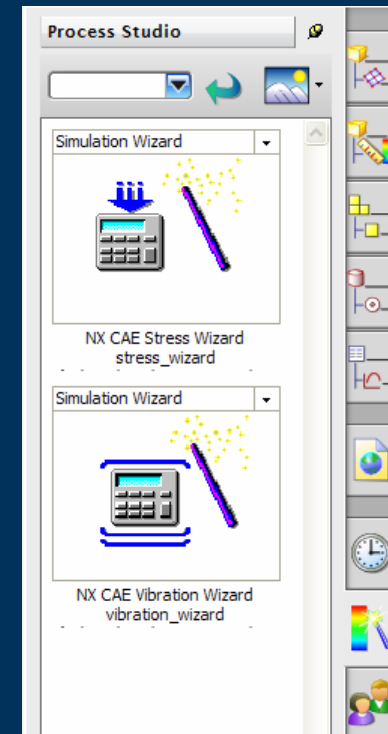 Process Studio
Simulation Wizard
NX CAE Stress Wizard
stress_wizard
Simulation Wizard
NX CAE Vibration Wizard
vibration_wizard